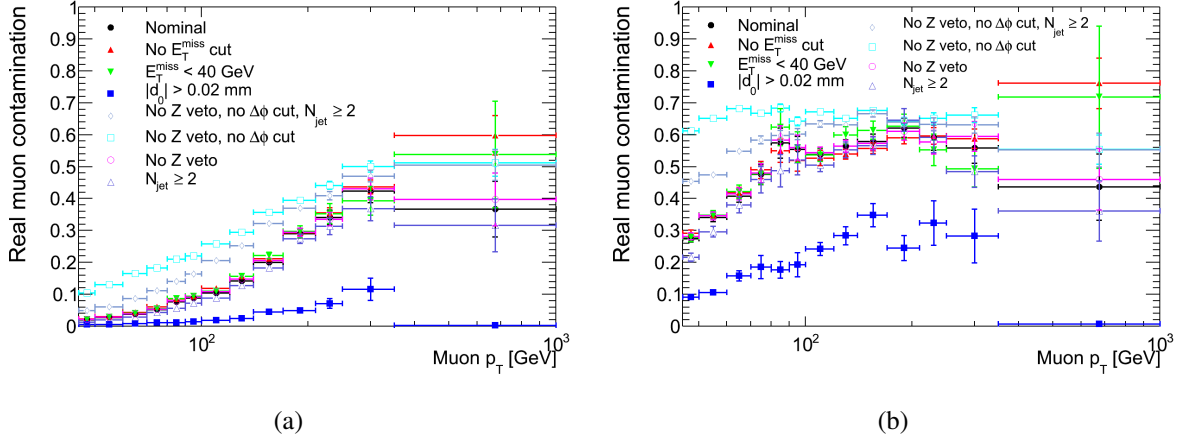 Real muon contamination
1
0.9
0.8
0.7
0.6
0.5
0.4
0.3
0.2
0.1
0
Nominal
No E_T^miss cut
E_T^miss < 40 GeV
|d_0| > 0.02 mm
No Z veto, no Δϕ cut, N_jet ≥ 2
No Z veto, no Δϕ cut
No Z veto
N_jet ≥ 2
10^2
10^3
Muon p_T [GeV]
(a)
Real muon contamination
1
0.9
0.8
0.7
0.6
0.5
0.4
0.3
0.2
0.1
0
Nominal
No E_T^miss cut
E_T^miss < 40 GeV
|d_0| > 0.02 mm
No Z veto, no Δϕ cut, N_jet ≥ 2
No Z veto, no Δϕ cut
No Z veto
N_jet ≥ 2
10^2
10^3
Muon p_T [GeV]
(b)